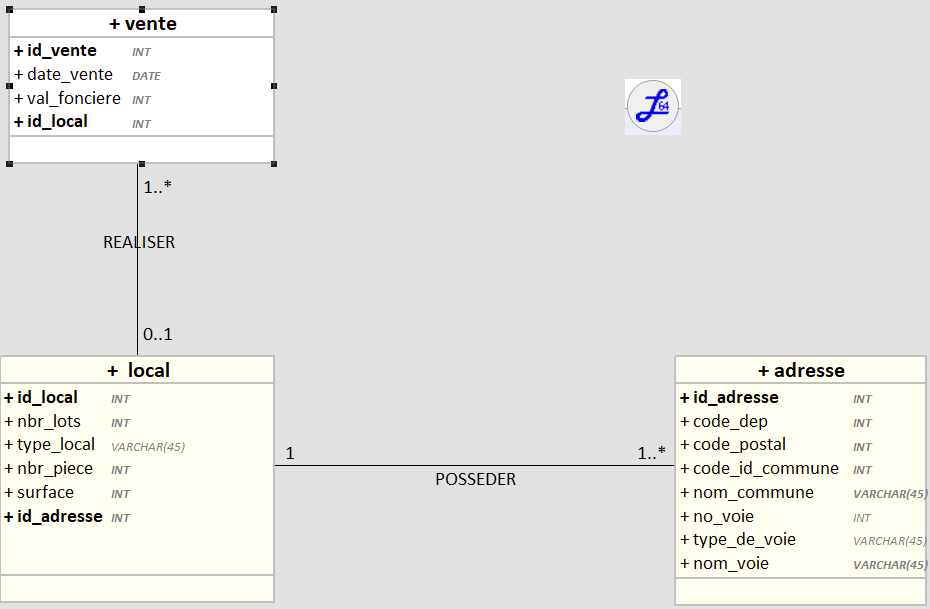 + vente
+ id_vente INT
+ date_vente DATE
+ val_fonciere INT
+ id_local INT
64
1..*
REALISER
0..1
+ local
+ id_local INT
+ nbr_lots INT
+ type_local VARCHAR(45)
+ nbr_piece INT
+ surface INT
+ id_adresse INT
1
1..*
POSSEDER
+ adresse
+ id_adresse INT
+ code_dep INT
+ code_postal INT
+ code_id_commune INT
+ nom_commune VARCHAR(45)
+ no_voie INT
+ type_de_voie VARCHAR(45)
+ nom_voie VARCHAR(45)